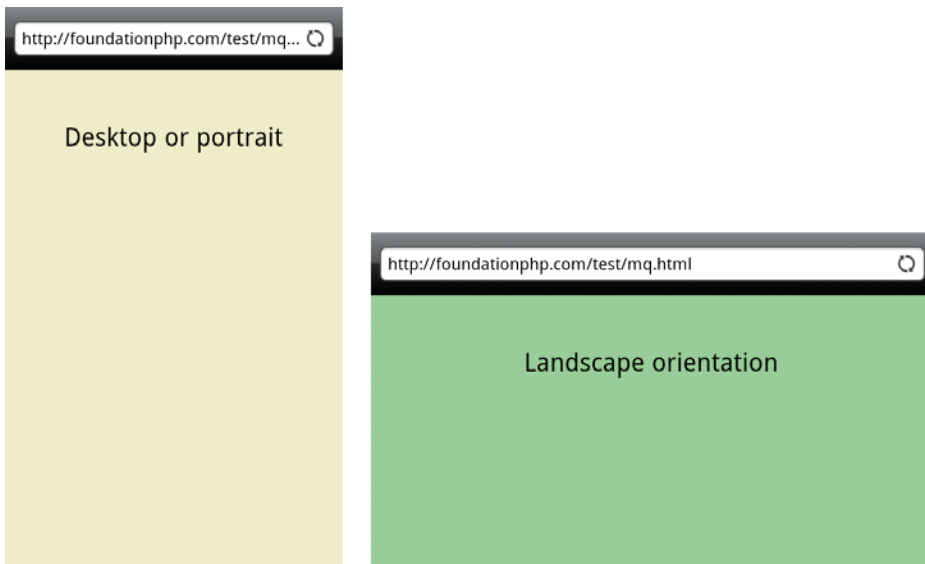 http://foundationphp.com/test/mq...
Desktop or portrait
http://foundationphp.com/test/mq.html
Landscape orientation